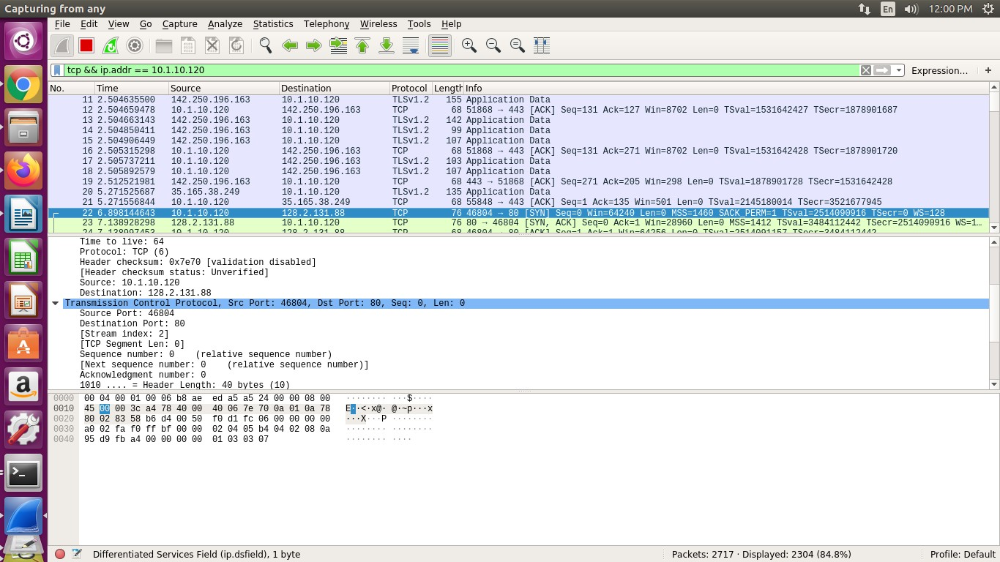 Capturing from any En 12:00 PM
File Edit View Go Capture Analyze Statistics Telephony Wireless Tools Help
tcp && ip.addr == 10.1.10.120 Expression… +
No. Time Source Destination Protocol Length Info
11 2.504635500 142.250.196.163 10.1.10.120 TLSv1.2 155 Application Data
12 2.504659478 10.1.10.120 142.250.196.163 TCP 68 51868 → 443 [ACK] Seq=131 Ack=127 Win=8702 Len=0 TSval=1531642427 TSecr=1878901687
13 2.504663143 142.250.196.163 10.1.10.120 TLSv1.2 142 Application Data
14 2.504850411 142.250.196.163 10.1.10.120 TLSv1.2 99 Application Data
15 2.504906449 142.250.196.163 10.1.10.120 TLSv1.2 107 Application Data
16 2.505315298 10.1.10.120 142.250.196.163 TCP 68 51868 → 443 [ACK] Seq=131 Ack=271 Win=8702 Len=0 TSval=1531642428 TSecr=1878901720
17 2.505737211 10.1.10.120 142.250.196.163 TLSv1.2 103 Application Data
18 2.505892579 10.1.10.120 142.250.196.163 TLSv1.2 107 Application Data
19 2.512521981 142.250.196.163 10.1.10.120 TCP 68 443 → 51868 [ACK] Seq=271 Ack=205 Win=298 Len=0 TSval=1878901728 TSecr=1531642428
20 5.271525687 35.165.38.249 10.1.10.120 TLSv1.2 135 Application Data
21 5.271556844 10.1.10.120 35.165.38.249 TCP 68 55848 → 443 [ACK] Seq=1 Ack=135 Win=501 Len=0 TSval=2145180014 TSecr=3521677945
22 6.898144643 10.1.10.120 128.2.131.88 TCP 76 46804 → 80 [SYN] Seq=0 Win=64240 Len=0 MSS=1460 SACK_PERM=1 TSval=2514090916 TSecr=0 WS=128
23 7.138928298 128.2.131.88 10.1.10.120 TCP 76 80 → 46804 [SYN, ACK] Seq=0 Ack=1 Win=28960 Len=0 MSS=1412 TSval=3484112442 TSecr=2514090916 WS=1…
24 7.138997453 10.1.10.120 128.2.131.88 TCP 68 46804 → 80 [ACK] Seq=1 Ack=1 Win=64256 Len=0 TSval=2514091157 TSecr=3484112442
Time to live: 64
Protocol: TCP (6)
Header checksum: 0x7e70 [validation disabled]
[Header checksum status: Unverified]
Source: 10.1.10.120
Destination: 128.2.131.88
Transmission Control Protocol, Src Port: 46804, Dst Port: 80, Seq: 0, Len: 0
Source Port: 46804
Destination Port: 80
[Stream index: 2]
[TCP Segment Len: 0]
Sequence number: 0 (relative sequence number)
[Next sequence number: 0 (relative sequence number)]
Acknowledgment number: 0
1010 .... = Header Length: 40 bytes (10)
0000 00 04 00 01 00 06 b8 ae ed a5 a5 24 00 00 08 00 ········ ···$····
0010 45 00 00 3c a4 78 40 00 40 06 7e 70 0a 01 0a 78 E··<·x@· @·~p···x
0020 80 02 83 58 b6 d4 00 50 f0 d1 fc 06 00 00 00 00 ···X···P ········
0030 a0 02 fa f0 ff bf 00 00 02 04 05 b4 04 02 08 0a ········ ········
0040 95 d9 fb a4 00 00 00 00 01 03 03 07 ········ ····
Differentiated Services Field (ip.dsfield), 1 byte Packets: 2717 · Displayed: 2304 (84.8%) Profile: Default